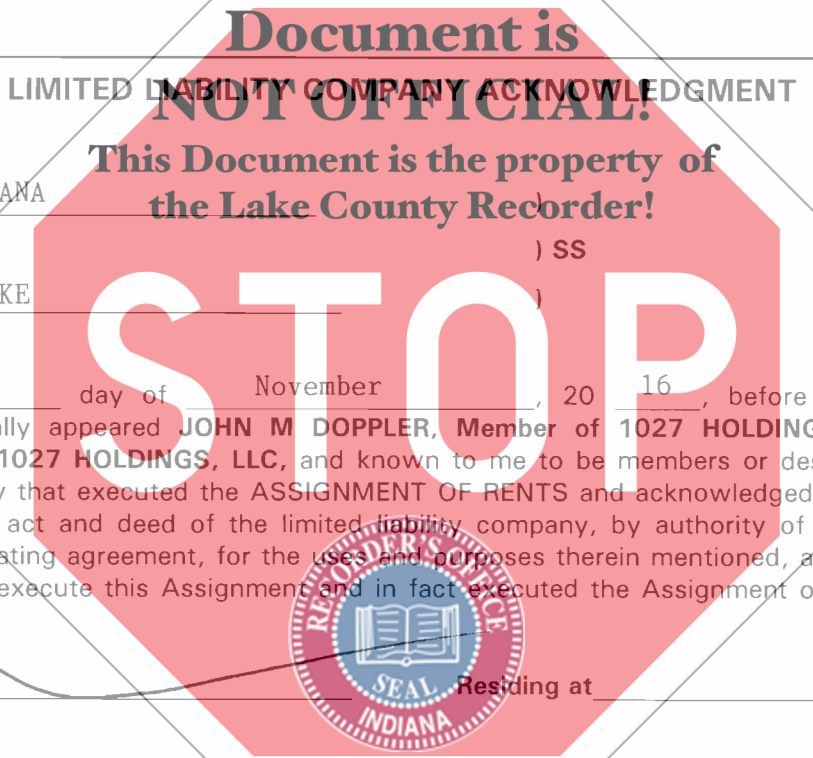 Document is
LIMITED LIABILITY COMPANY ACKNOWLEDGMENT
NOT OFFICIAL!
This Document is the property of
ANA )
the Lake County Recorder!
) SS
KE )
STOP
day of November , 20 16 , before
lly appeared JOHN M DOPPLER, Member of 1027 HOLDING
1027 HOLDINGS, LLC, and known to me to be members or des
y that executed the ASSIGNMENT OF RENTS and acknowledged
act and deed of the limited liability company, by authority of
ating agreement, for the uses and purposes therein mentioned, a
execute this Assignment and in fact executed the Assignment o
RECORDER'S OFFICE
SEAL
INDIANA
Residing at